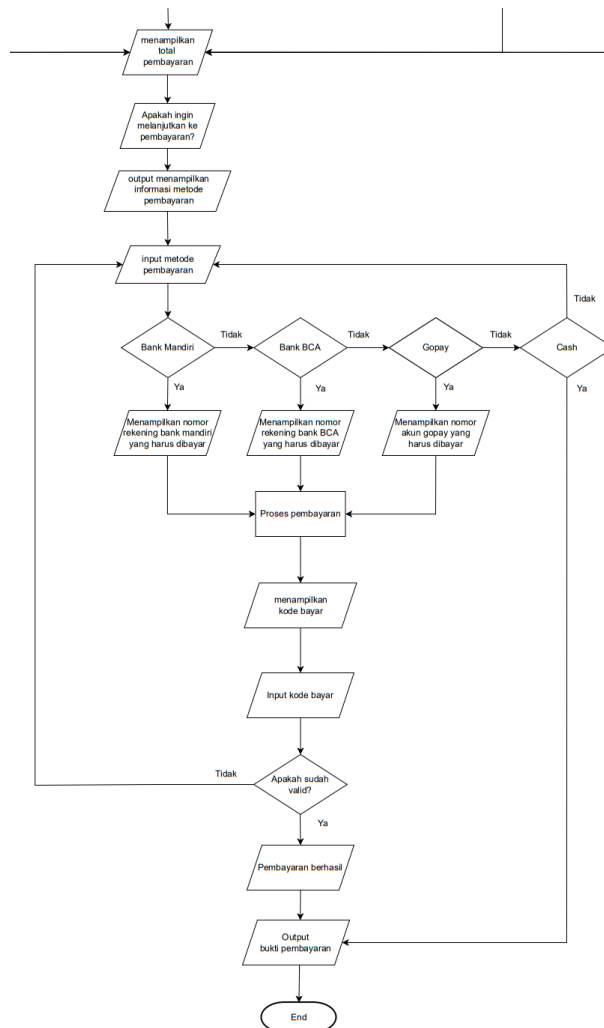 menampilkan
total
pembayaran
Apakah ingin
melanjutkan ke
pembayaran?
output menampilkan
informasi metode
pembayaran
input metode
pembayaran
Tidak
Tidak
Tidak
Tidak
Bank Mandiri
Bank BCA
Gopay
Cash
Ya
Ya
Ya
Ya
Menampilkan nomor
rekening bank mandiri
yang harus dibayar
Menampilkan nomor
rekening bank BCA
yang harus dibayar
Menampilkan nomor
akun gopay yang
harus dibayar
Proses pembayaran
menampilkan
kode bayar
Input kode bayar
Tidak
Apakah sudah
valid?
Ya
Pembayaran berhasil
Output
bukti pembayaran
End